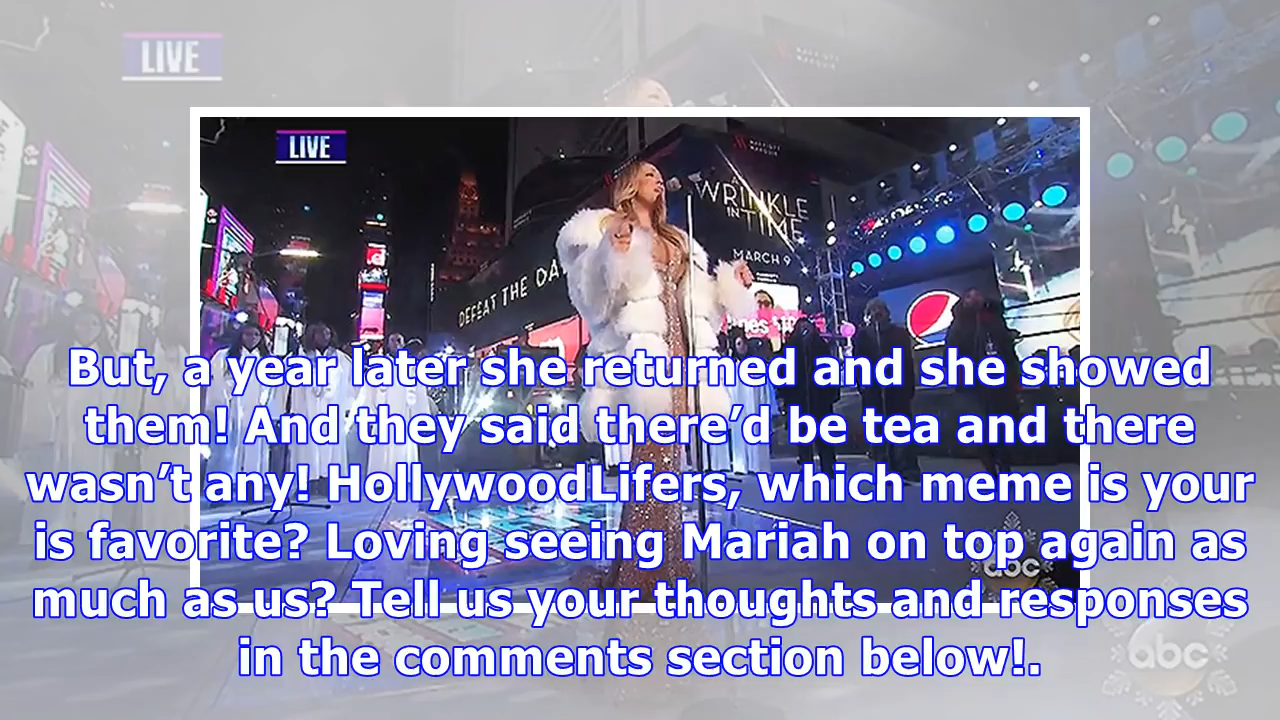 LIVE
LIVE
MARRIOTT
MARQUIS
WRINKLE
IN
TIME
MARCH 9
DEFEAT THE DA
But, a year later she returned and she showed
them! And they said there’d be tea and there
wasn’t any! HollywoodLifers, which meme is your
is favorite? Loving seeing Mariah on top again as
much as us? Tell us your thoughts and responses
in the comments section below!.
abc
abc